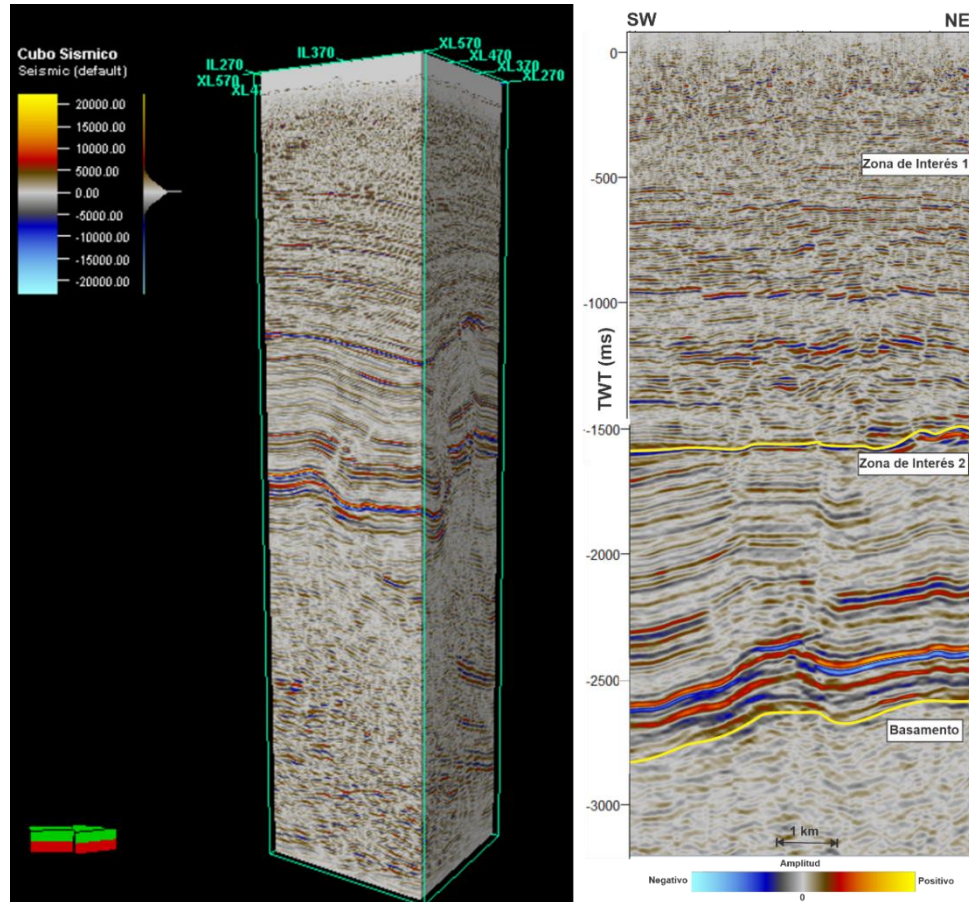 Cubo Sismico
Seismic (default)
20000.00
15000.00
10000.00
5000.00
0.00
-5000.00
-10000.00
-15000.00
-20000.00
IL270
IL370
XL570
XL570
XL470
XL370
XL270
SW
NE
0
-500
-1000
-1500
-2000
-2500
-3000
TWT (ms)
Zona de Interés 1
Zona de Interés 2
Basamento
1 km
Amplitud
Negativo
Positivo
0